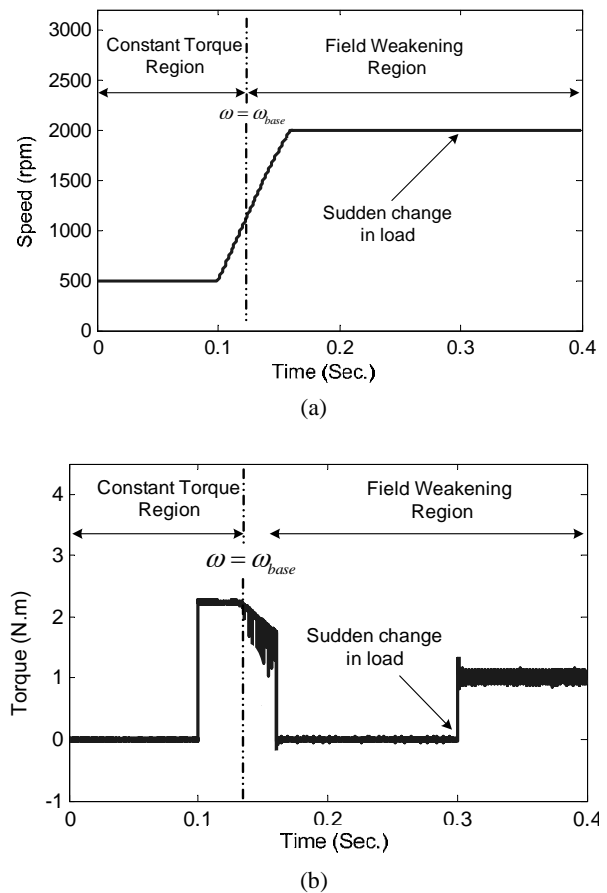 3000
2500
2000
1500
1000
500
0
Speed (rpm)
Constant Torque
Region
Field Weakening
Region
ω = ω_base
Sudden change
in load
0 0.1 0.2 0.3 0.4
Time (Sec.)
(a)
4
3
2
1
0
-1
Torque (N.m)
Constant Torque
Region
Field Weakening
Region
ω = ω_base
Sudden change
in load
0 0.1 0.2 0.3 0.4
Time (Sec.)
(b)